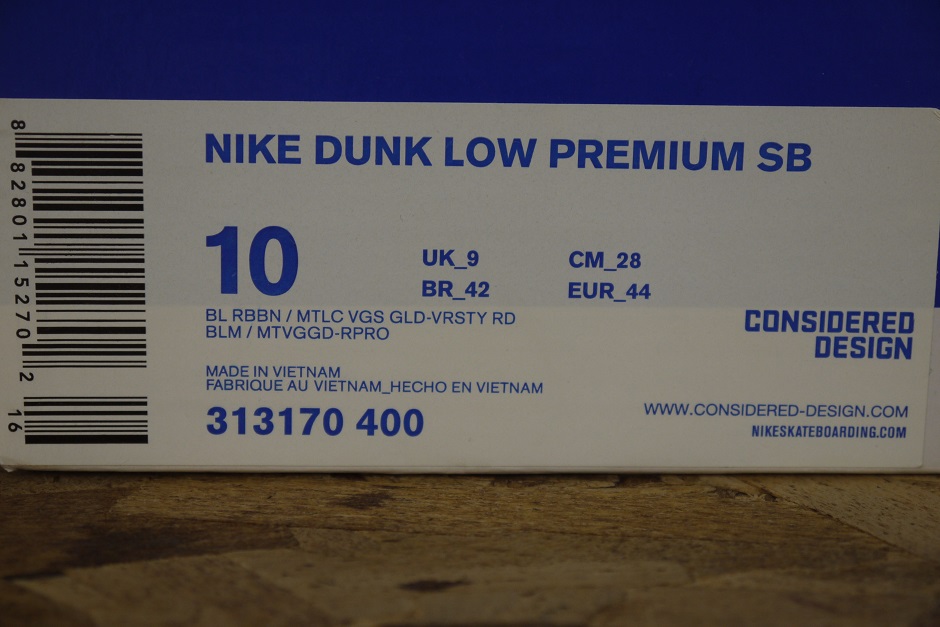 NIKE DUNK LOW PREMIUM SB
10
UK_9 CM_28
BR_42 EUR_44
BL RBBN / MTLC VGS GLD-VRSTY RD
BLM / MTVGGD-RPRO
CONSIDERED
DESIGN
MADE IN VIETNAM
FABRIQUE AU VIETNAM_HECHO EN VIETNAM
313170 400
WWW.CONSIDERED-DESIGN.COM
NIKESKATEBOARDING.COM
8 82801 15270 2
16